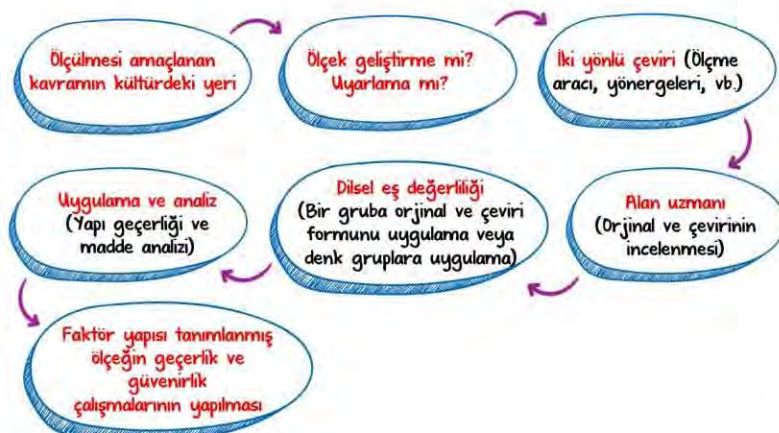 Ölçülmesi amaçlanan
kavramın kültürdeki yeri
Ölçek geliştirme mi?
Uyarlama mı?
İki yönlü çeviri (Ölçme
aracı, yönergeleri, vb.)
Alan uzmanı
(Orjinal ve çevirinin
incelenmesi)
Dilsel eş değerliliği
(Bir gruba orjinal ve çeviri
formunu uygulama veya
denk gruplara uygulama)
Uygulama ve analiz
(Yapı geçerliği ve
madde analizi)
Faktör yapısı tanımlanmış
ölçeğin geçerlik ve
güvenirlik
çalışmalarının yapılması